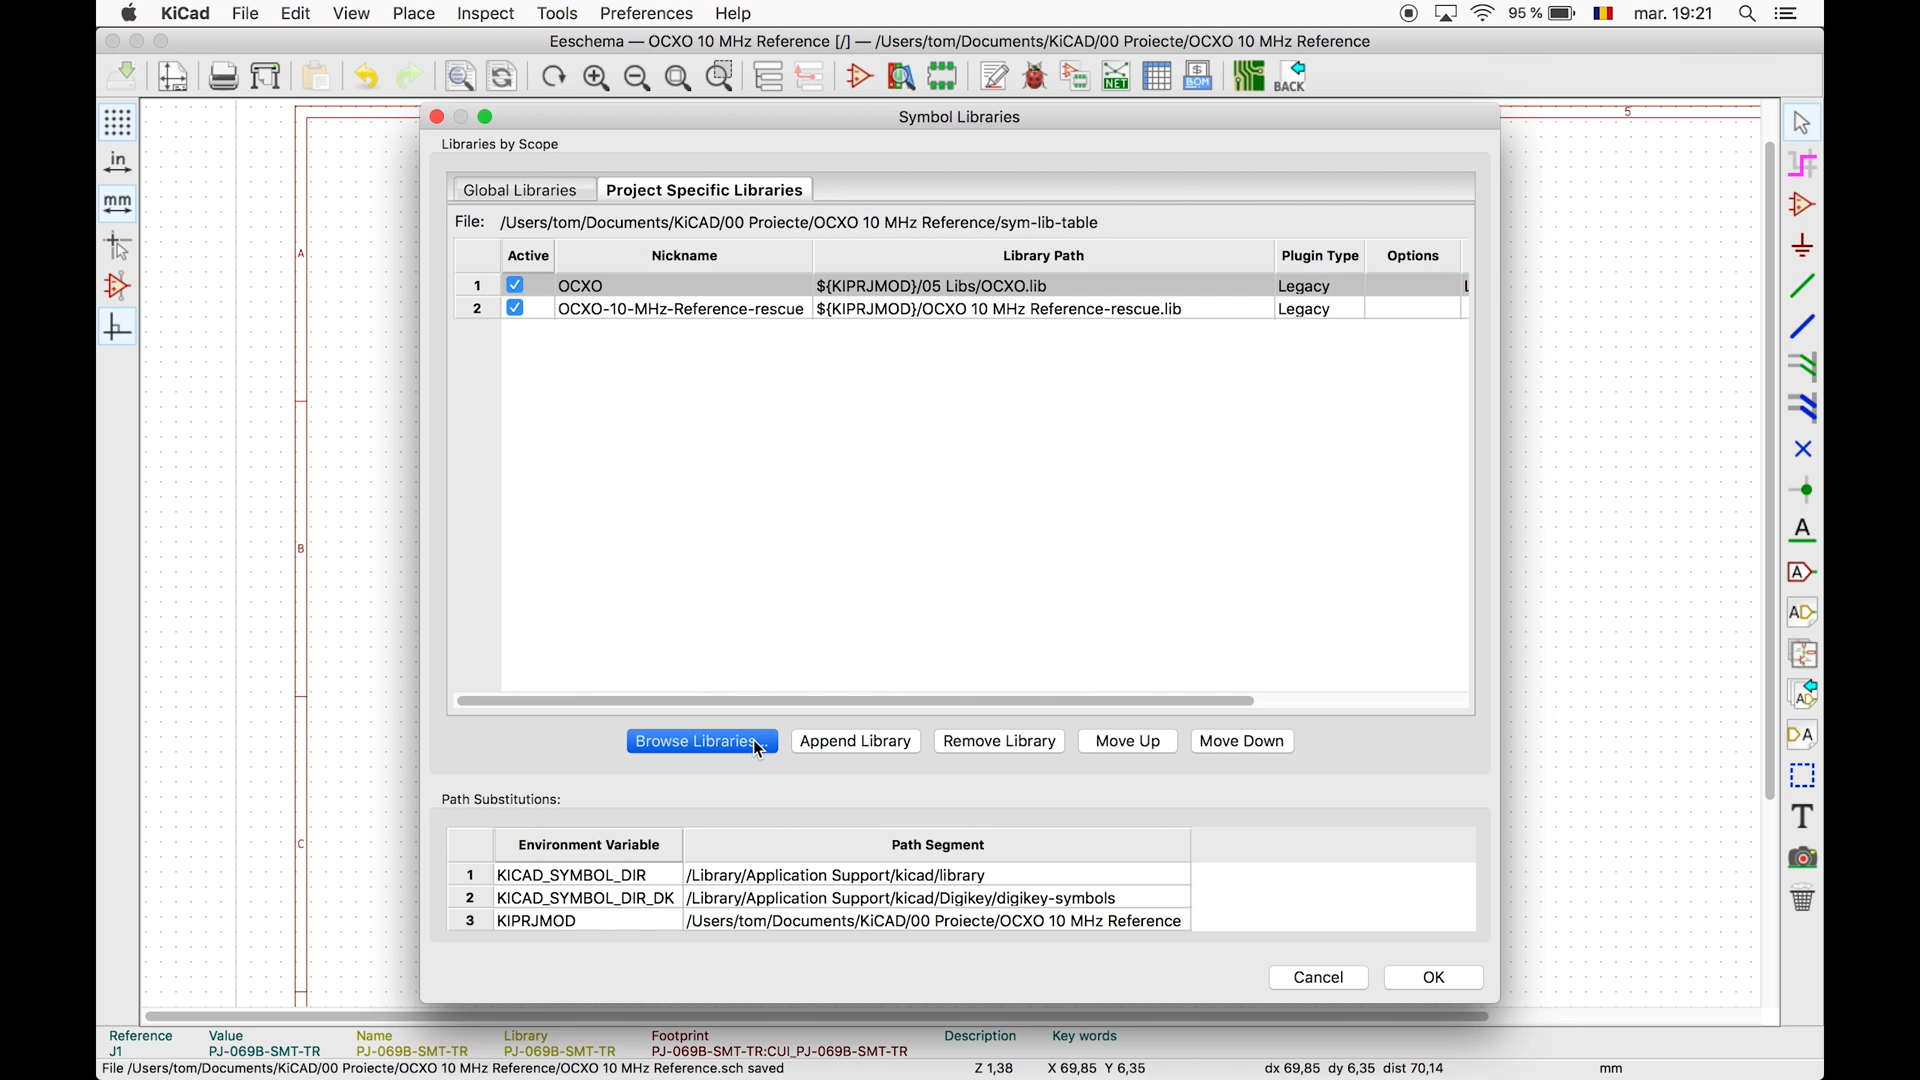 KiCad File Edit View Place Inspect Tools Preferences Help 95 % mar. 19:21
Eeschema — OCXO 10 MHz Reference [/] — /Users/tom/Documents/KiCAD/00 Proiecte/OCXO 10 MHz Reference
NET $ BOM BACK
Symbol Libraries
5
Libraries by Scope
in
Global Libraries Project Specific Libraries
mm
File: /Users/tom/Documents/KiCAD/00 Proiecte/OCXO 10 MHz Reference/sym-lib-table
Active Nickname Library Path Plugin Type Options
A
1 OCXO ${KIPRJMOD}/05 Libs/OCXO.lib Legacy
2 OCXO-10-MHz-Reference-rescue ${KIPRJMOD}/OCXO 10 MHz Reference-rescue.lib Legacy
B
A
A
A
A
A
T
Browse Libraries... Append Library Remove Library Move Up Move Down
Path Substitutions:
Environment Variable Path Segment
C
1 KICAD_SYMBOL_DIR /Library/Application Support/kicad/library
2 KICAD_SYMBOL_DIR_DK /Library/Application Support/kicad/Digikey/digikey-symbols
3 KIPRJMOD /Users/tom/Documents/KiCAD/00 Proiecte/OCXO 10 MHz Reference
Cancel OK
Reference Value Name Library Footprint Description Key words
J1 PJ-069B-SMT-TR PJ-069B-SMT-TR PJ-069B-SMT-TR PJ-069B-SMT-TR:CUI_PJ-069B-SMT-TR
File /Users/tom/Documents/KiCAD/00 Proiecte/OCXO 10 MHz Reference/OCXO 10 MHz Reference.sch saved Z 1,38 X 69,85 Y 6,35 dx 69,85 dy 6,35 dist 70,14 mm